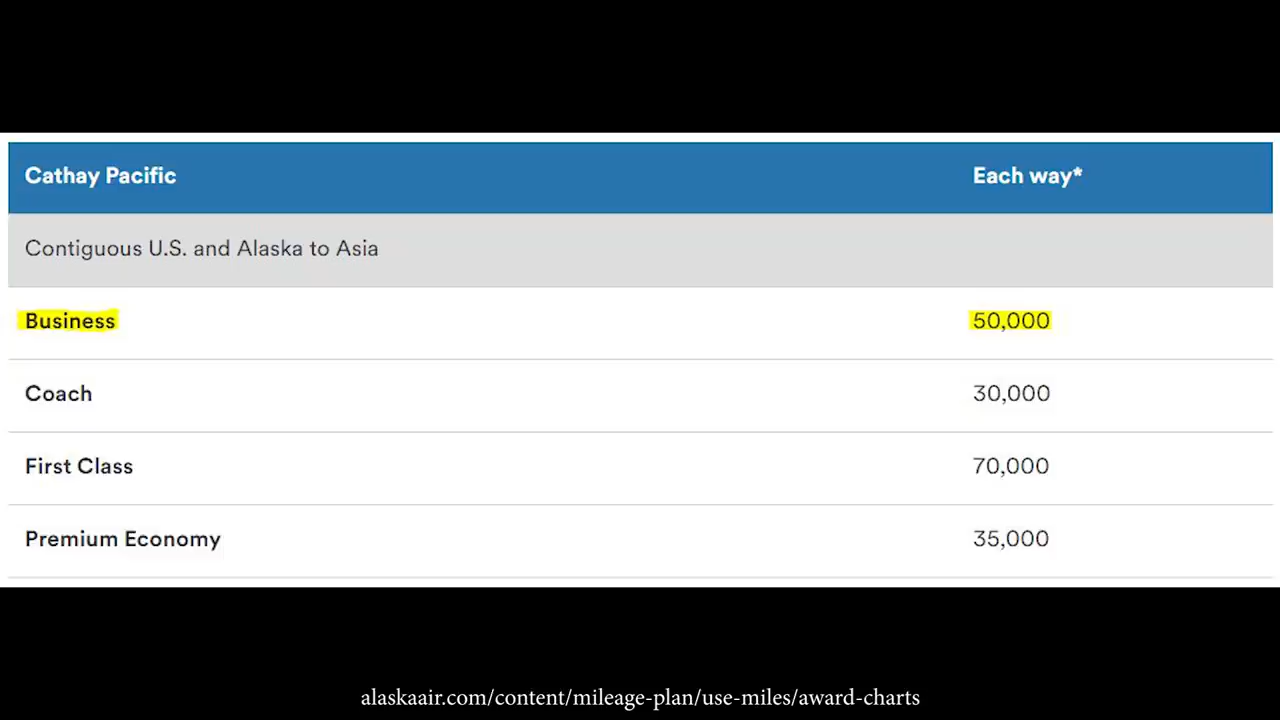 Cathay Pacific Each way*
Contiguous U.S. and Alaska to Asia
Business 50,000
Coach 30,000
First Class 70,000
Premium Economy 35,000
alaskaair.com/content/mileage-plan/use-miles/award-charts